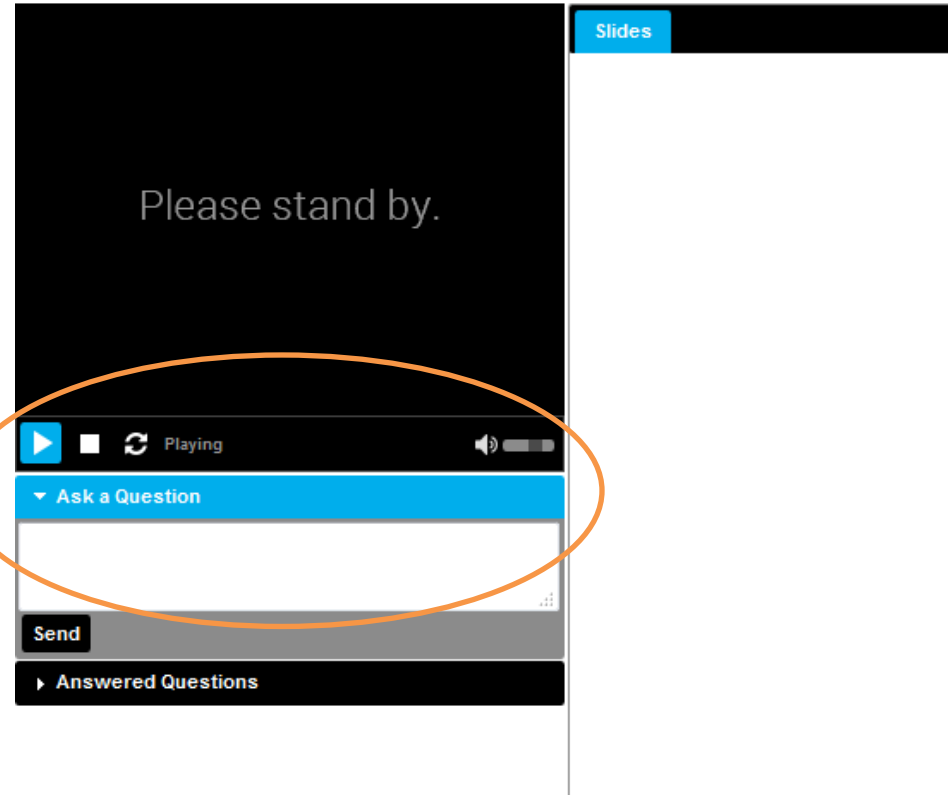 Slides
Please stand by.
Playing
Ask a Question
Send
Answered Questions